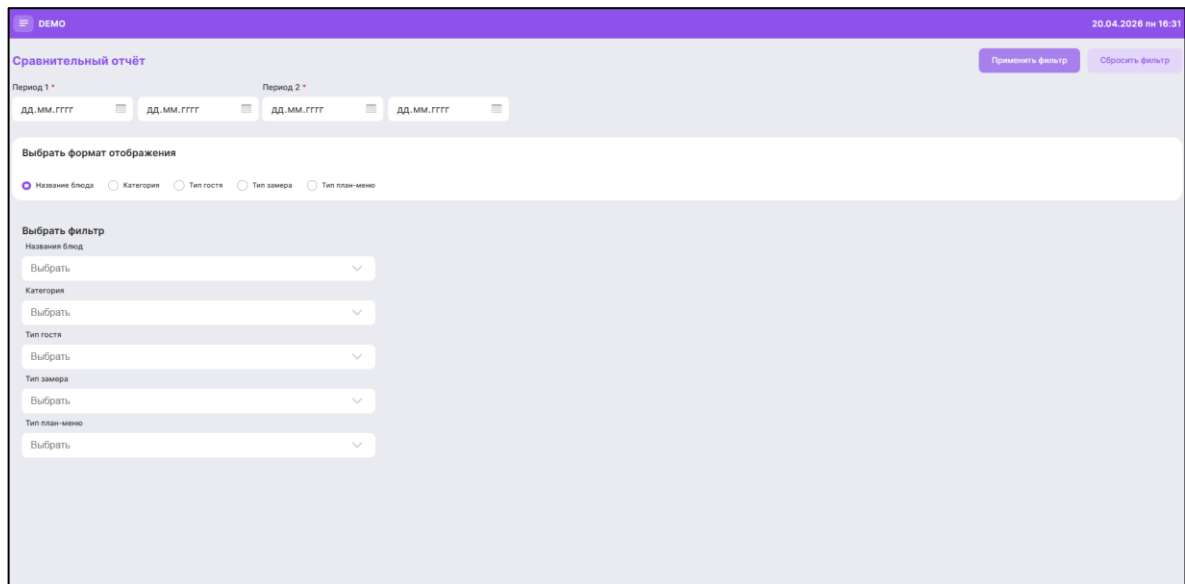 DEMO 20.04.2026 пн 16:31
Сравнительный отчёт Применить фильтр Сбросить фильтр
Период 1 * Период 2 *
дд.мм.гггг дд.мм.гггг дд.мм.гггг дд.мм.гггг
Выбрать формат отображения
Название блюда Категория Тип гостя Тип замера Тип план-меню
Выбрать фильтр
Названия блюд
Выбрать
Категория
Выбрать
Тип гостя
Выбрать
Тип замера
Выбрать
Тип план-меню
Выбрать